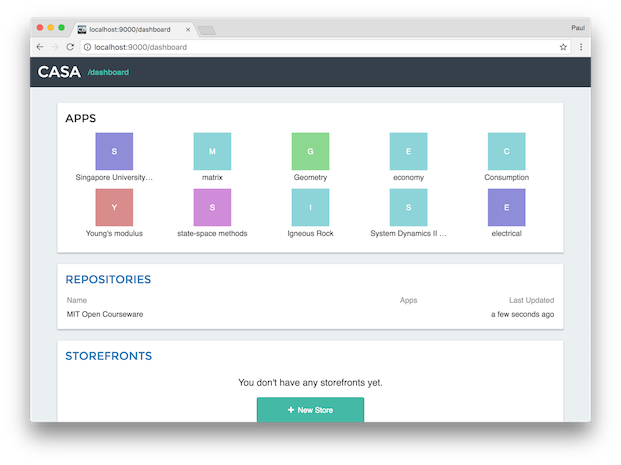 localhost:9000/dashboard
Paul
localhost:9000/dashboard
CASA /dashboard
APPS
S M G E C
Singapore University... matrix Geometry economy Consumption
Y S I S E
Young's modulus state-space methods Igneous Rock System Dynamics II ... electrical
REPOSITORIES
Name Apps Last Updated
MIT Open Courseware a few seconds ago
STOREFRONTS
You don't have any storefronts yet.
+ New Store